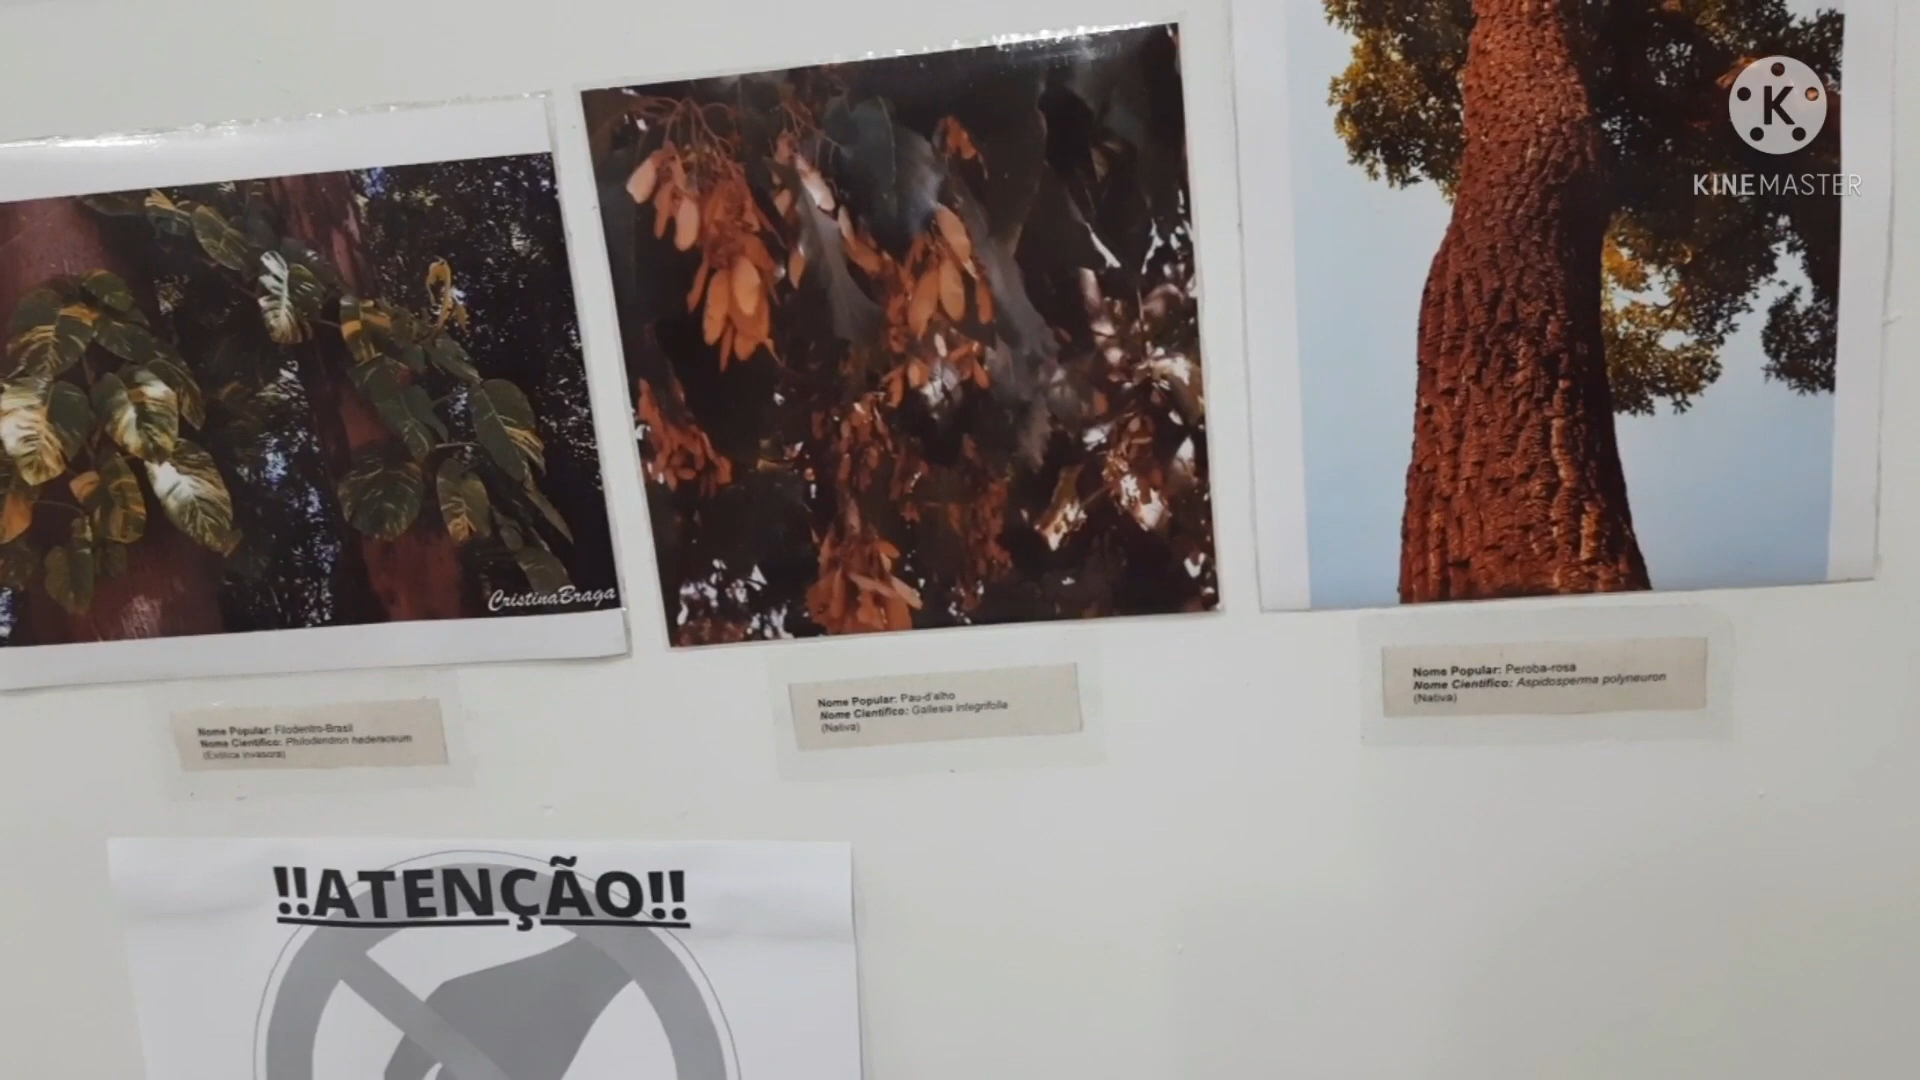 KINEMASTER
CristinaBraga
Nome Popular: Filodentro-Brasil
Nome Científico: Philodendron hederaceum
(Exótica invasora)
Nome Popular: Pau-d'alho
Nome Científico: Gallesia integrifolia
(Nativa)
Nome Popular: Peroba-rosa
Nome Científico: Aspidosperma polyneuron
(Nativa)
!!ATENÇÃO!!